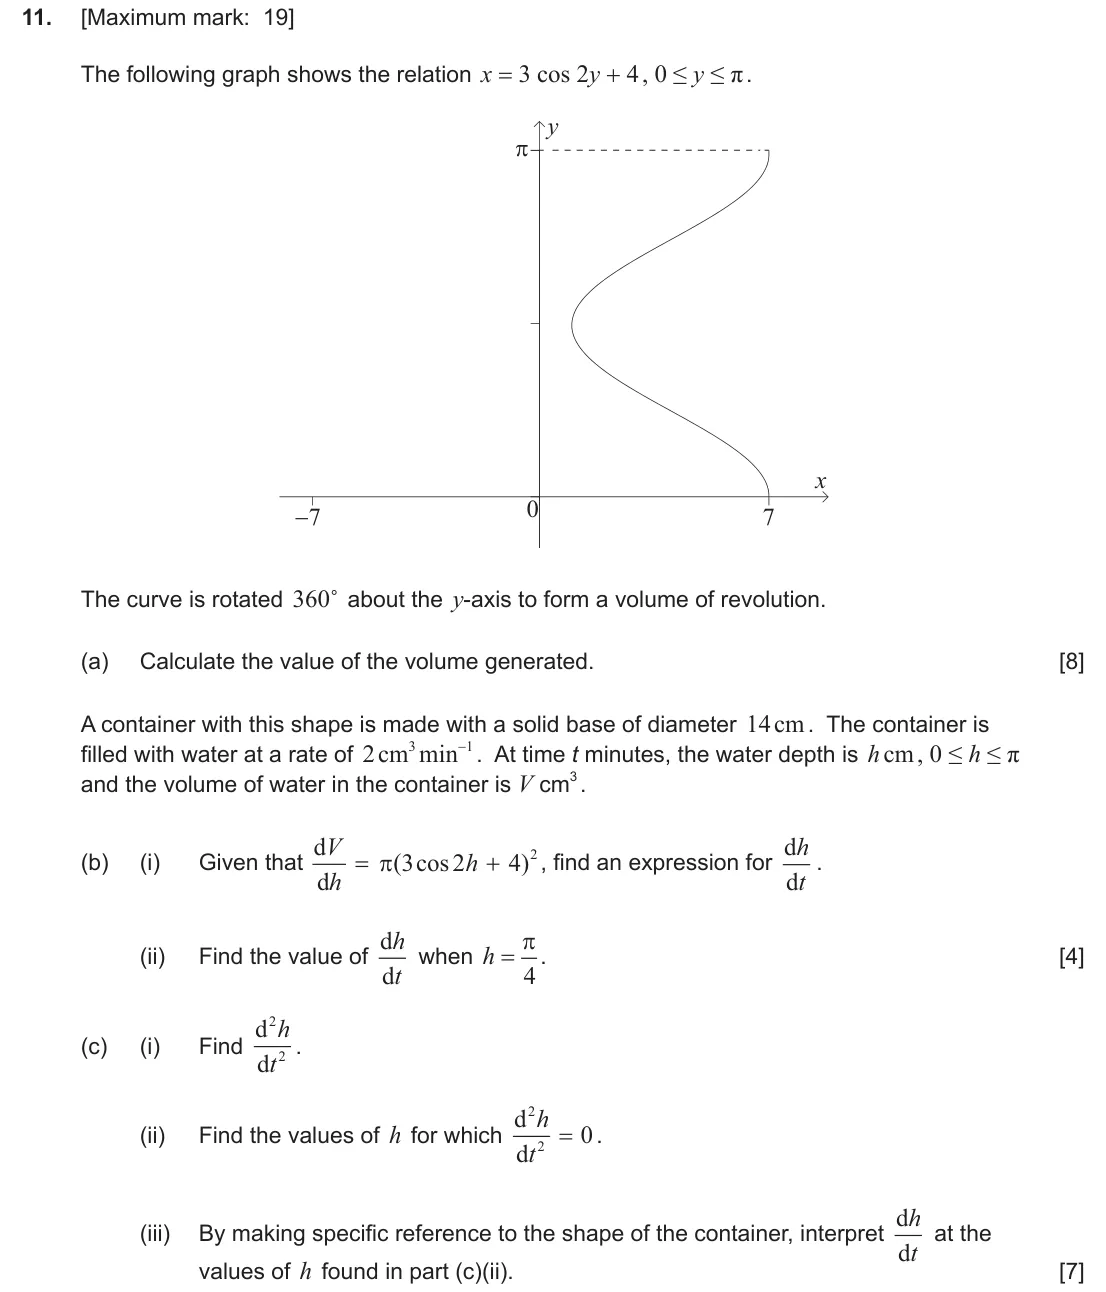 11. [Maximum mark: 19]
The following graph shows the relation x = 3 cos 2y + 4, 0 ≤ y ≤ π.
y
π
x
−7
0
7
The curve is rotated 360° about the y-axis to form a volume of revolution.
(a) Calculate the value of the volume generated. [8]
A container with this shape is made with a solid base of diameter 14 cm. The container is
filled with water at a rate of 2 cm³ min⁻¹. At time t minutes, the water depth is h cm, 0 ≤ h ≤ π
and the volume of water in the container is V cm³.
(b) (i) Given that dV/dh = π(3 cos 2h + 4)², find an expression for dh/dt.
(ii) Find the value of dh/dt when h = π/4. [4]
(c) (i) Find d²h/dt².
(ii) Find the values of h for which d²h/dt² = 0.
(iii) By making specific reference to the shape of the container, interpret dh/dt at the
values of h found in part (c)(ii). [7]